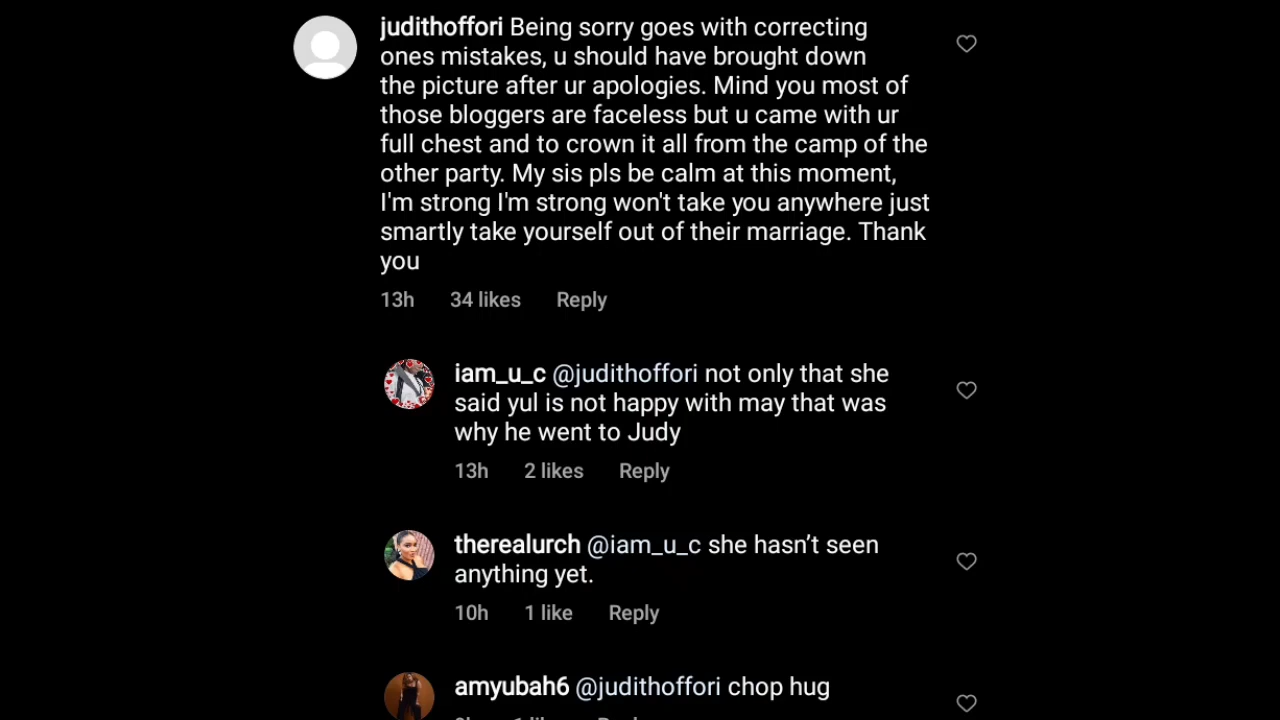 judithoffori Being sorry goes with correcting
ones mistakes, u should have brought down
the picture after ur apologies. Mind you most of
those bloggers are faceless but u came with ur
full chest and to crown it all from the camp of the
other party. My sis pls be calm at this moment,
I'm strong I'm strong won't take you anywhere just
smartly take yourself out of their marriage. Thank
you
13h 34 likes Reply
iam_u_c @judithoffori not only that she
said yul is not happy with may that was
why he went to Judy
13h 2 likes Reply
therealurch @iam_u_c she hasn’t seen
anything yet.
10h 1 like Reply
amyubah6 @judithoffori chop hug